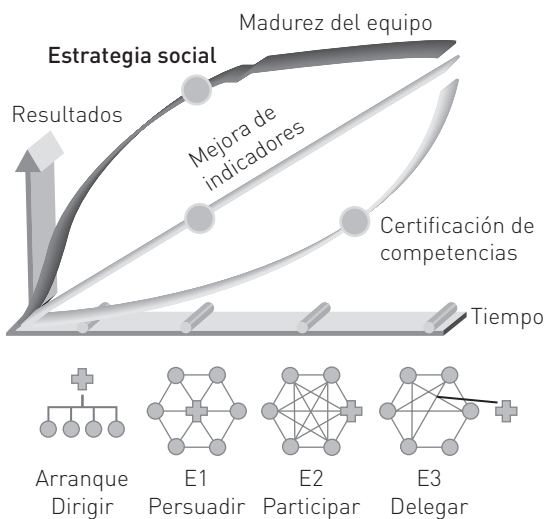 Madurez del equipo
Estrategia social
Resultados
Mejora de
indicadores
Certificación de
competencias
Tiempo
Arranque
Dirigir
E1
Persuadir
E2
Participar
E3
Delegar